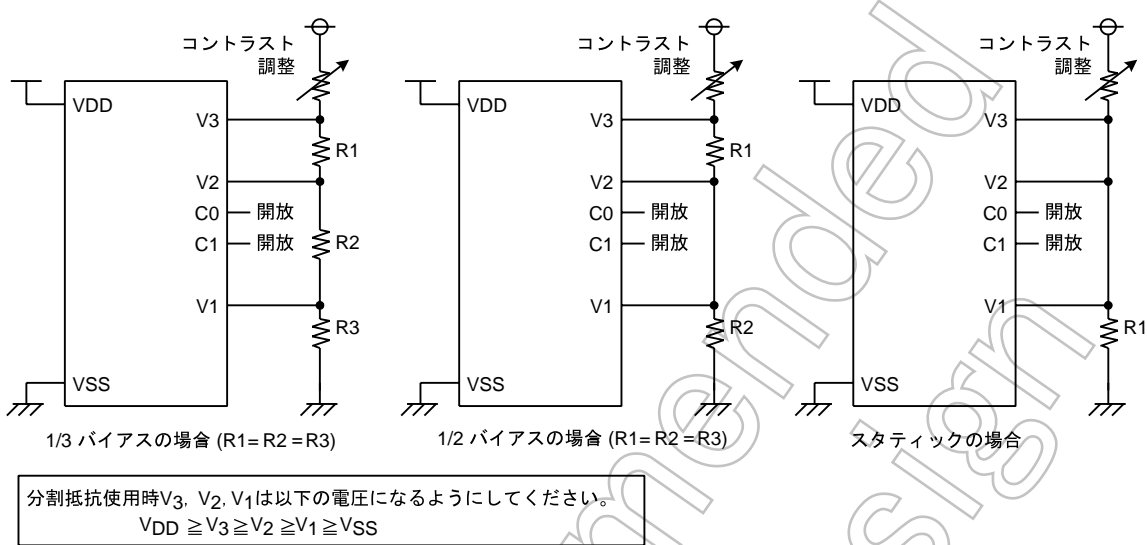 コントラスト
調整
VDD
V3
R1
V2
C0 開放
C1 開放
R2
V1
R3
VSS
1/3 バイアスの場合 (R1= R2 =R3)
コントラスト
調整
VDD
V3
R1
V2
C0 開放
C1 開放
V1
R2
VSS
1/2 バイアスの場合 (R1= R2 =R3)
コントラスト
調整
VDD
V3
V2
C0 開放
C1 開放
V1
R1
VSS
スタティックの場合
分割抵抗使用時V3, V2, V1は以下の電圧になるようにしてください。
VDD ≧V3≧V2 ≧V1≧VSS
mended
sign